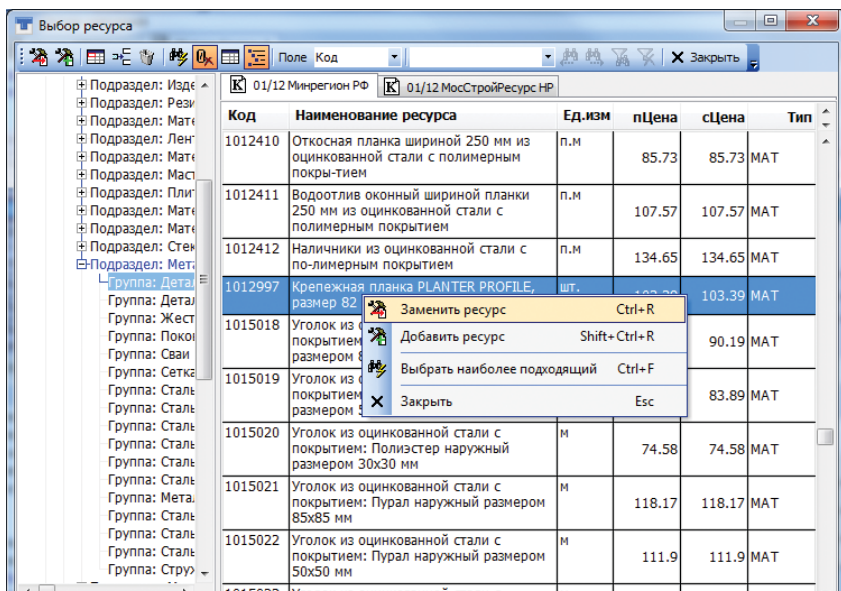 Выбор ресурса
Поле Код
Закрыть
Подраздел: Изде
Подраздел: Рези
Подраздел: Мате
Подраздел: Лент
Подраздел: Мате
Подраздел: Маст
Подраздел: Плит
Подраздел: Мате
Подраздел: Мате
Подраздел: Стек
Подраздел: Мета
Группа: Детал
Группа: Детал
Группа: Жест
Группа: Поко
Группа: Сваи
Группа: Сетка
Группа: Сталь
Группа: Сталь
Группа: Сталь
Группа: Сталь
Группа: Сталь
Группа: Сталь
Группа: Мета
Группа: Сталь
Группа: Сталь
Группа: Сталь
Группа: Струж
01/12 Минрегион РФ
01/12 МосСтройРесурс НР
Код Наименование ресурса Ед.изм пЦена сЦена Тип
1012410 Откосная планка шириной 250 мм из п.м
оцинкованной стали с полимерным 85.73 85.73 МАТ
покры-тием
1012411 Водоотлив оконный шириной планки п.м
250 мм из оцинкованной стали с 107.57 107.57 МАТ
полимерным покрытием
1012412 Наличники из оцинкованной стали с п.м
по-лимерным покрытием 134.65 134.65 МАТ
1012997 Крепежная планка PLANTER PROFILE, шт.
размер 82 103.39 МАТ
Заменить ресурс Ctrl+R
Добавить ресурс Shift+Ctrl+R
Выбрать наиболее подходящий Ctrl+F
Закрыть Esc
1015018 Уголок из
покрытием 90.19 МАТ
размером
1015019 Уголок из
покрытием 83.89 МАТ
размером
1015020 Уголок из оцинкованной стали с м
покрытием: Полиэстер наружный 74.58 74.58 МАТ
размером 30x30 мм
1015021 Уголок из оцинкованной стали с м
покрытием: Пурал наружный размером 118.17 118.17 МАТ
85x85 мм
1015022 Уголок из оцинкованной стали с м
покрытием: Пурал наружный размером 111.9 111.9 МАТ
50x50 мм